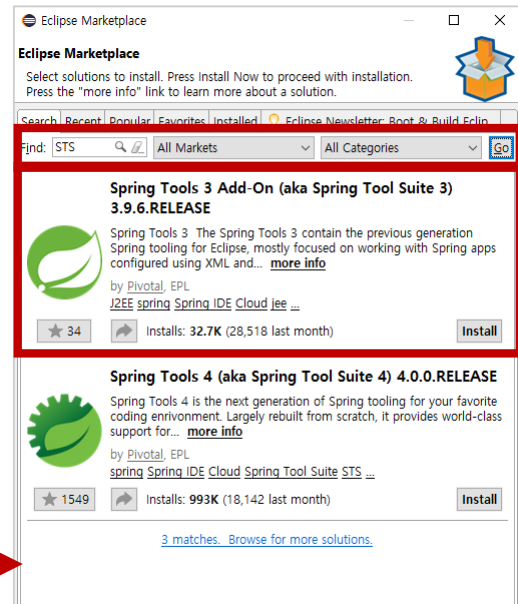 Eclipse Marketplace
Eclipse Marketplace
Select solutions to install. Press Install Now to proceed with installation.
Press the "more info" link to learn more about a solution.
Search Recent Popular Favorites Installed Eclipse Newsletter: Boot & Build Eclip
Find: STS All Markets All Categories Go
Spring Tools 3 Add-On (aka Spring Tool Suite 3)
3.9.6.RELEASE
Spring Tools 3 The Spring Tools 3 contain the previous generation
Spring tooling for Eclipse, mostly focused on working with Spring apps
configured using XML and... more info
by Pivotal, EPL
J2EE spring Spring IDE Cloud jee ...
34 Installs: 32.7K (28,518 last month) Install
Spring Tools 4 (aka Spring Tool Suite 4) 4.0.0.RELEASE
Spring Tools 4 is the next generation of Spring tooling for your favorite
coding enrivonment. Largely rebuilt from scratch, it provides world-class
support for... more info
by Pivotal, EPL
spring Spring IDE Cloud Spring Tool Suite STS ...
1549 Installs: 993K (18,142 last month) Install
3 matches. Browse for more solutions.